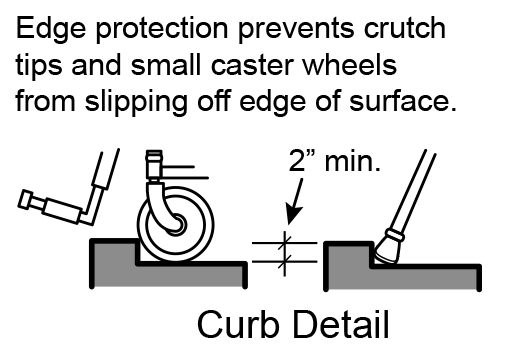 Edge protection prevents crutch
tips and small caster wheels
from slipping off edge of surface.
2” min.
Curb Detail